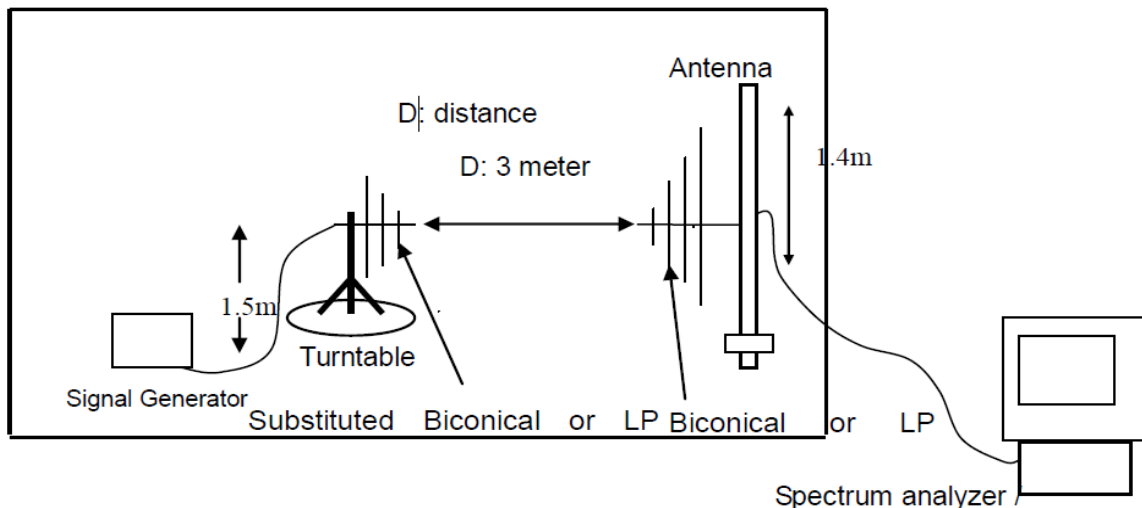 Antenna
D: distance
D: 3 meter
1.4m
1.5m
Turntable
Signal Generator
Substituted Biconical or LP Biconical or LP
Spectrum analyzer /